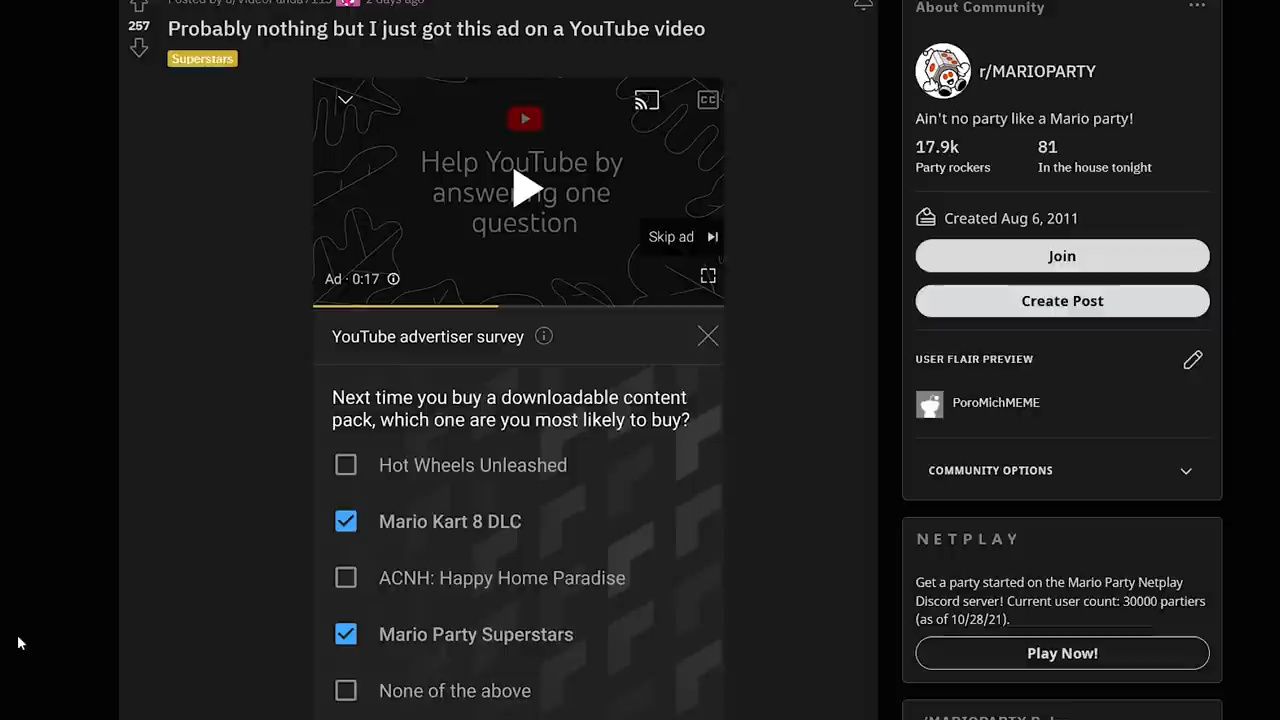 2 days ago
257
Probably nothing but I just got this ad on a YouTube video
Superstars
CC
Help YouTube by
answering one
question
Skip ad
Ad · 0:17
YouTube advertiser survey
Next time you buy a downloadable content
pack, which one are you most likely to buy?
Hot Wheels Unleashed
Mario Kart 8 DLC
ACNH: Happy Home Paradise
Mario Party Superstars
None of the above
About Community
r/MARIOPARTY
Ain't no party like a Mario party!
17.9k 81
Party rockers In the house tonight
Created Aug 6, 2011
Join
Create Post
USER FLAIR PREVIEW
PoroMichMEME
COMMUNITY OPTIONS
NETPLAY
Get a party started on the Mario Party Netplay
Discord server! Current user count: 30000 partiers
(as of 10/28/21).
Play Now!
r/MARIOPARTY